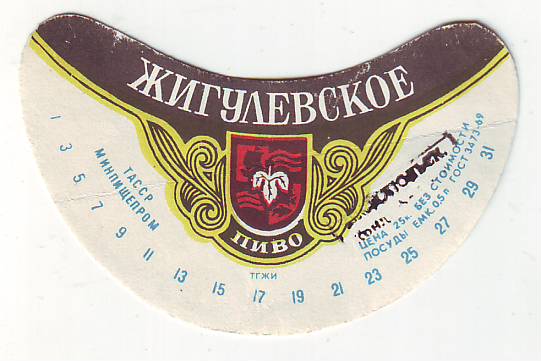 ЖИГУЛЕВСКОЕ
ПИВО
ТАССР
МИНПИЩЕПРОМ
ЦЕНА 25к. БЕЗ СТОИМОСТИ
ПОСУДЫ ЕМК.0,5л ГОСТ 3473-69
1 3 5 7 9 11 13 15 17 19 21 23 25 27 29 31
ТГЖИ